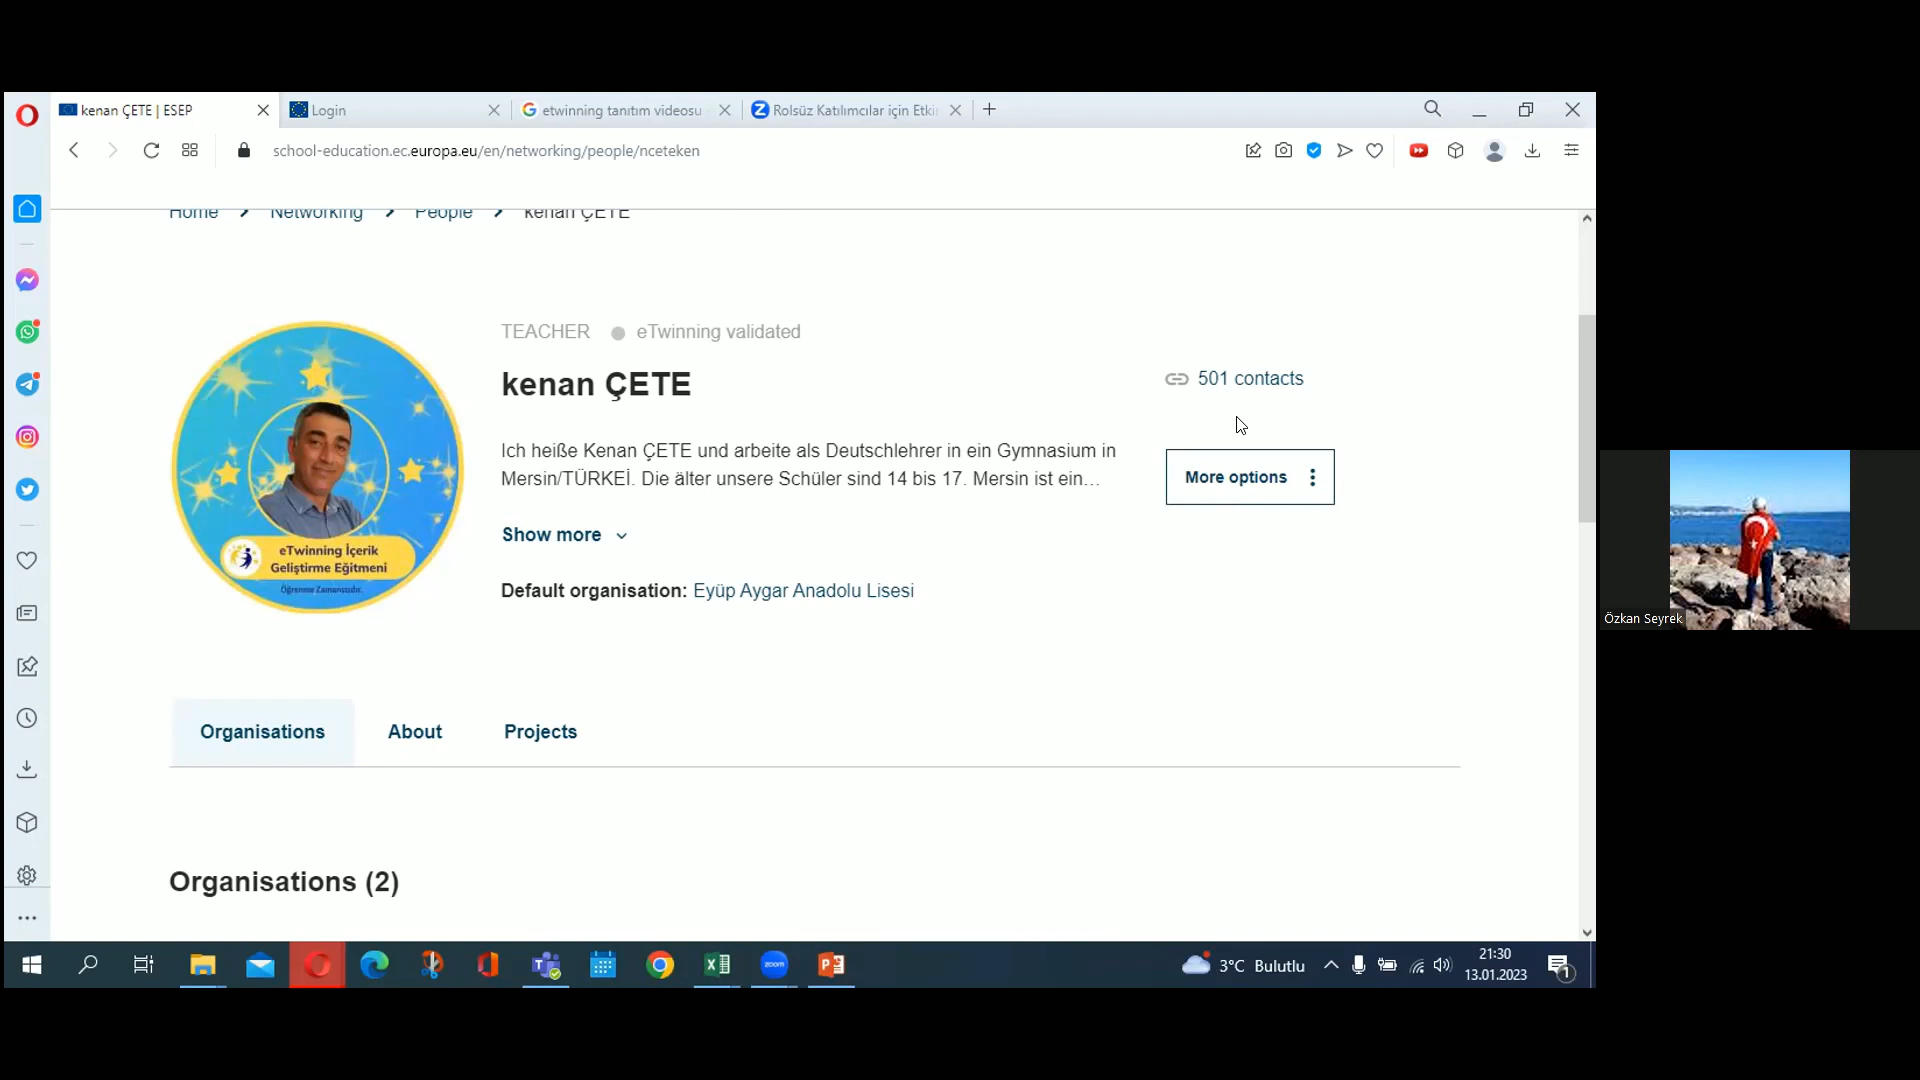 kenan ÇETE | ESEP
Login
etwinning tanıtım videosu
Rolsüz Katılımcılar için Etki
school-education.ec.europa.eu/en/networking/people/nceteken
Home
Networking
People
kenan ÇETE
TEACHER
eTwinning validated
kenan ÇETE
501 contacts
Ich heiße Kenan ÇETE und arbeite als Deutschlehrer in ein Gymnasium in
Mersin/TÜRKEİ. Die älter unsere Schüler sind 14 bis 17. Mersin ist ein...
More options
Show more
eTwinning İçerik
Geliştirme Eğitmeni
Öğrenme Zamanısıdır.
Default organisation: Eyüp Aygar Anadolu Lisesi
Özkan Seyrek
Organisations
About
Projects
Organisations (2)
zoom
3°C Bulutlu
21:30
13.01.2023
1